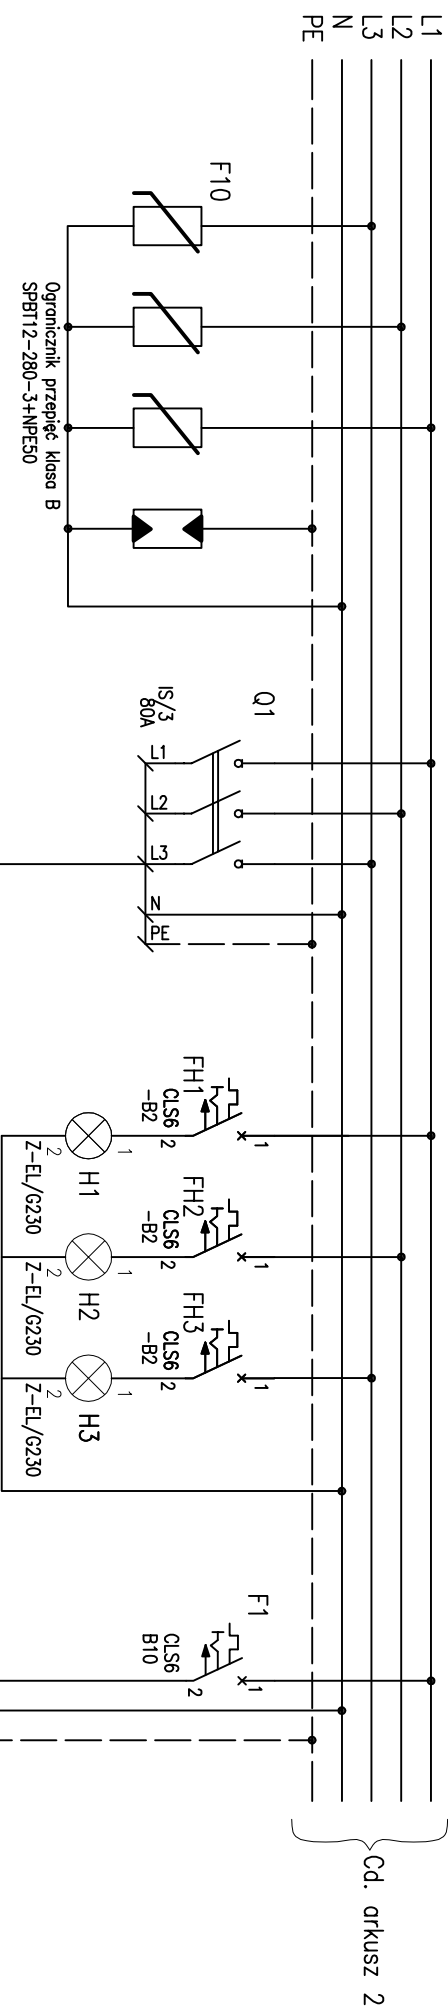 L1
L2
L3
N
PE
F10
Ogranicznik przepięć klasa B
SPBT12-280-3+NPE50
Q1
IS/3
80A
L1
L2
L3
N
PE
FH1
CLS6
-B2
1
2
H1
1
2
Z-EL/G230
FH2
CLS6
-B2
1
2
H2
1
2
Z-EL/G230
FH3
CLS6
-B2
1
2
H3
1
2
Z-EL/G230
F1
CLS6
B10
1
2
Cd. arkusz 2